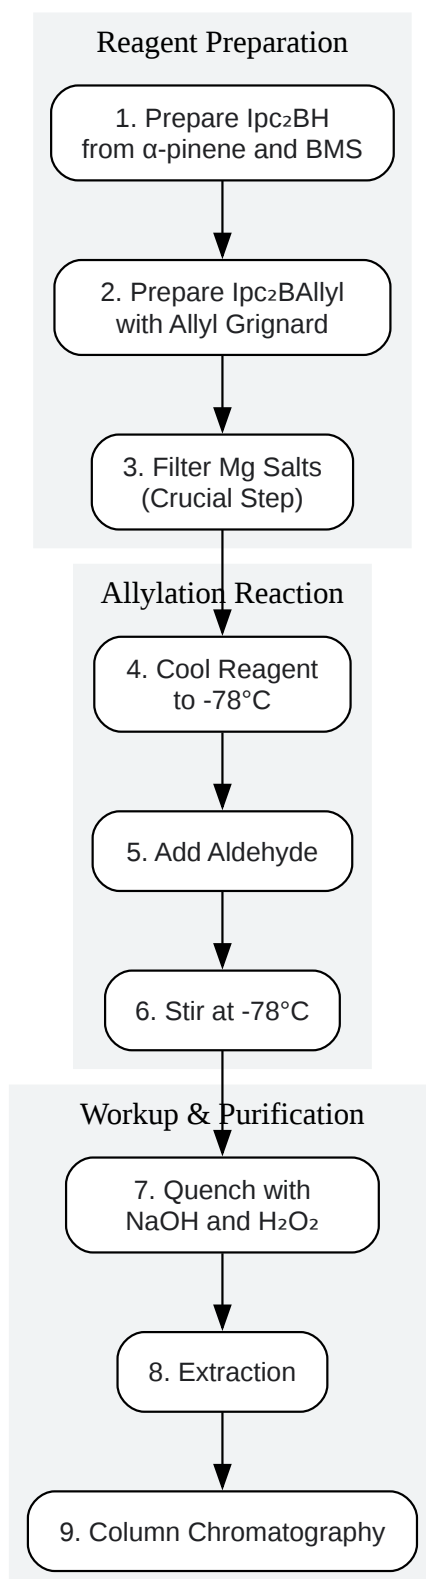 Reagent Preparation
1. Prepare Ipc₂BH
from α-pinene and BMS
2. Prepare Ipc₂BAllyl
with Allyl Grignard
3. Filter Mg Salts
(Crucial Step)
Allylation Reaction
4. Cool Reagent
to -78°C
5. Add Aldehyde
6. Stir at -78°C
Workup & Purification
7. Quench with
NaOH and H₂O₂
8. Extraction
9. Column Chromatography